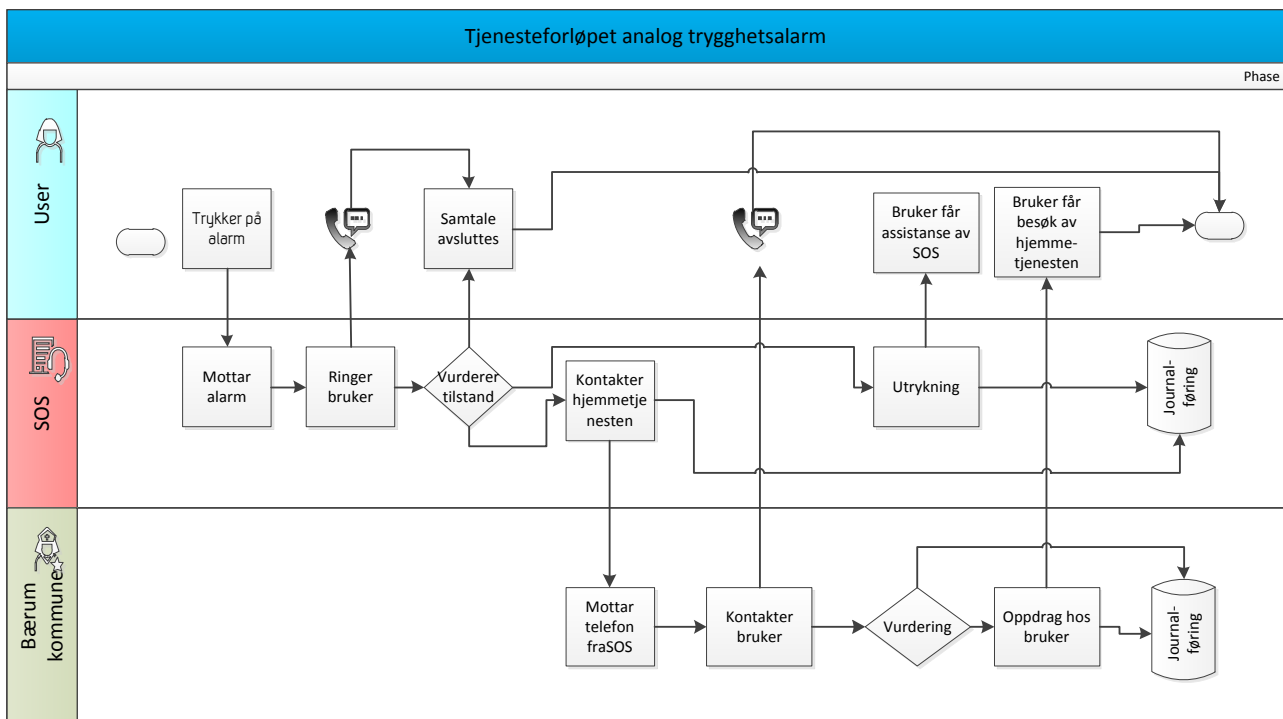 Tjenesteforløpet analog trygghetsalarm
Phase
User
Trykker på
alarm
Samtale
avsluttes
Bruker får
assistanse av
SOS
Bruker får
besøk av
hjemme-
tjenesten
SOS
Mottar
alarm
Ringer
bruker
Vurderer
tilstand
Kontakter
hjemmetje
nesten
Utrykning
Journal-
føring
Bærum
kommune
Mottar
telefon
fraSOS
Kontakter
bruker
Vurdering
Oppdrag hos
bruker
Journal-
føring